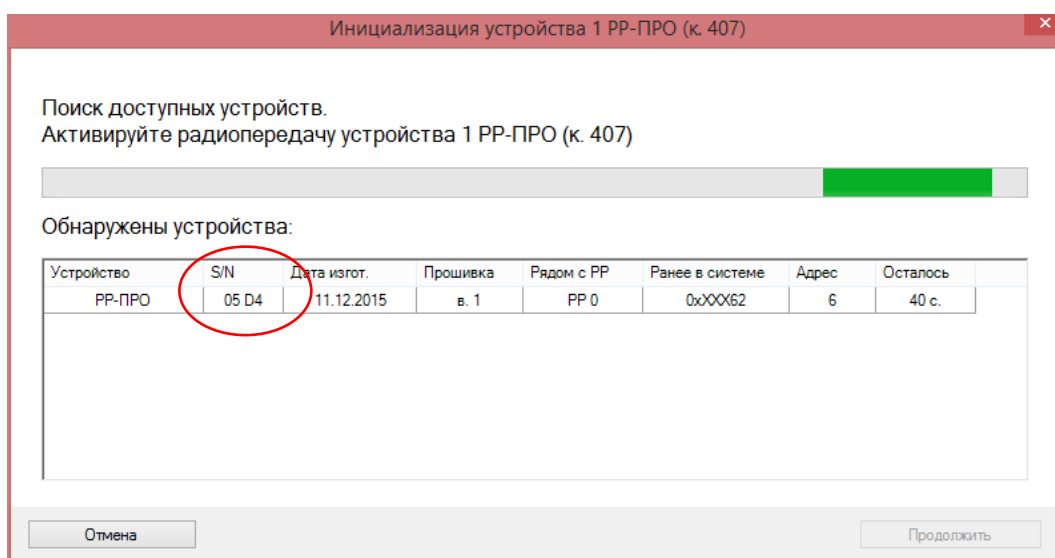 Инициализация устройства 1 РР-ПРО (к. 407)
Поиск доступных устройств.
Активируйте радиопередачу устройства 1 РР-ПРО (к. 407)
Обнаружены устройства:
Устройство S/N Дата изгот. Прошивка Рядом с РР Ранее в системе Адрес Осталось
РР-ПРО 05 D4 11.12.2015 в. 1 РР 0 0xXXX62 6 40 с.
Отмена Продолжить